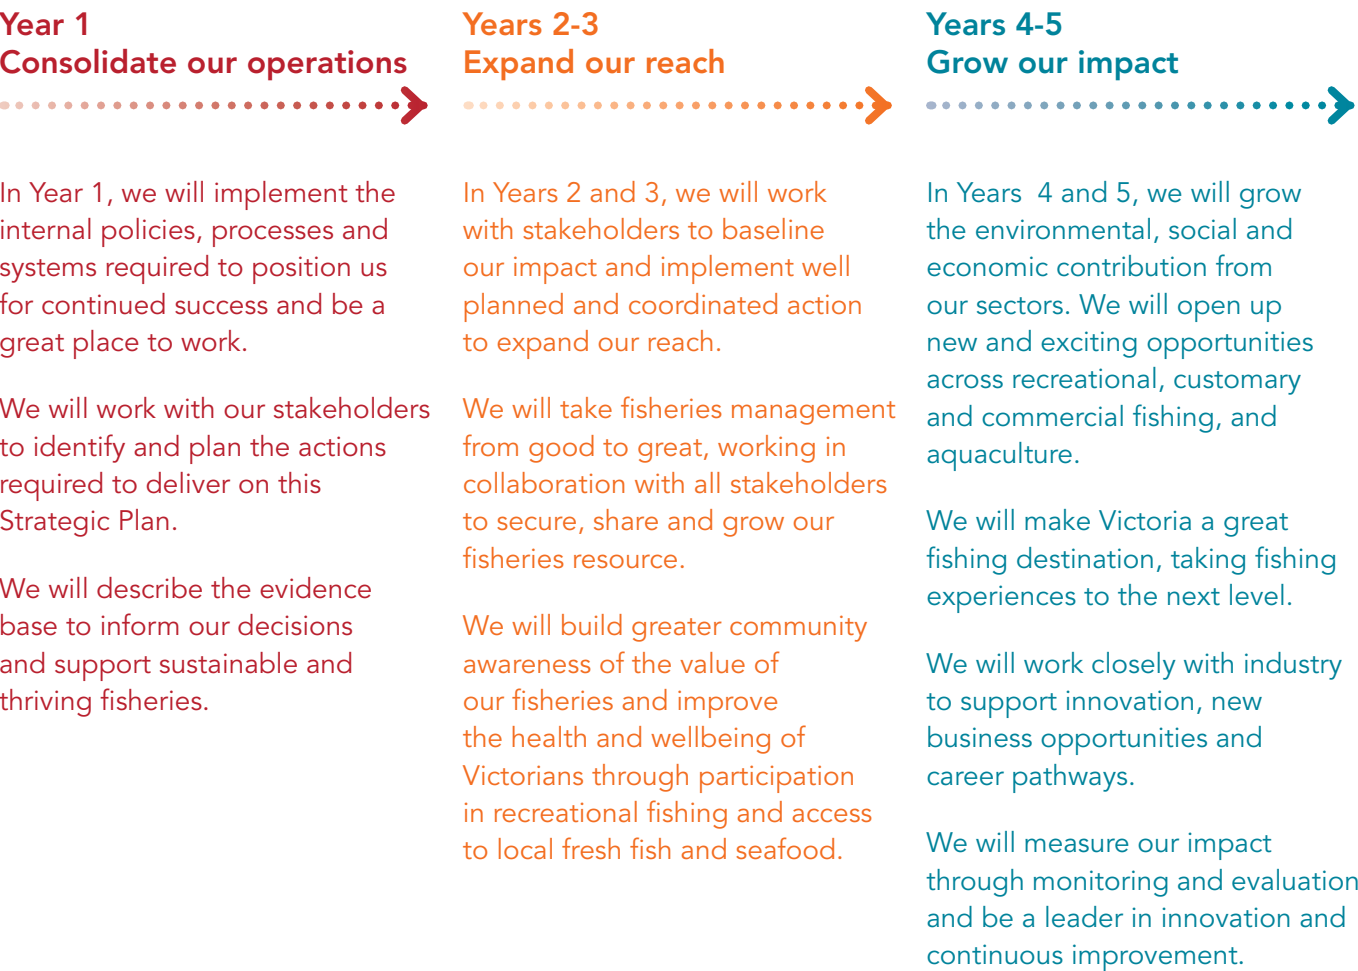 Year 1
Consolidate our operations
In Year 1, we will implement the
internal policies, processes and
systems required to position us
for continued success and be a
great place to work.
We will work with our stakeholders
to identify and plan the actions
required to deliver on this
Strategic Plan.
We will describe the evidence
base to inform our decisions
and support sustainable and
thriving fisheries.
Years 2-3
Expand our reach
In Years 2 and 3, we will work
with stakeholders to baseline
our impact and implement well
planned and coordinated action
to expand our reach.
We will take fisheries management
from good to great, working in
collaboration with all stakeholders
to secure, share and grow our
fisheries resource.
We will build greater community
awareness of the value of
our fisheries and improve
the health and wellbeing of
Victorians through participation
in recreational fishing and access
to local fresh fish and seafood.
Years 4-5
Grow our impact
In Years  4 and 5, we will grow
the environmental, social and
economic contribution from
our sectors. We will open up
new and exciting opportunities
across recreational, customary
and commercial fishing, and
aquaculture.
We will make Victoria a great
fishing destination, taking fishing
experiences to the next level.
We will work closely with industry
to support innovation, new
business opportunities and
career pathways.
We will measure our impact
through monitoring and evaluation
and be a leader in innovation and
continuous improvement.